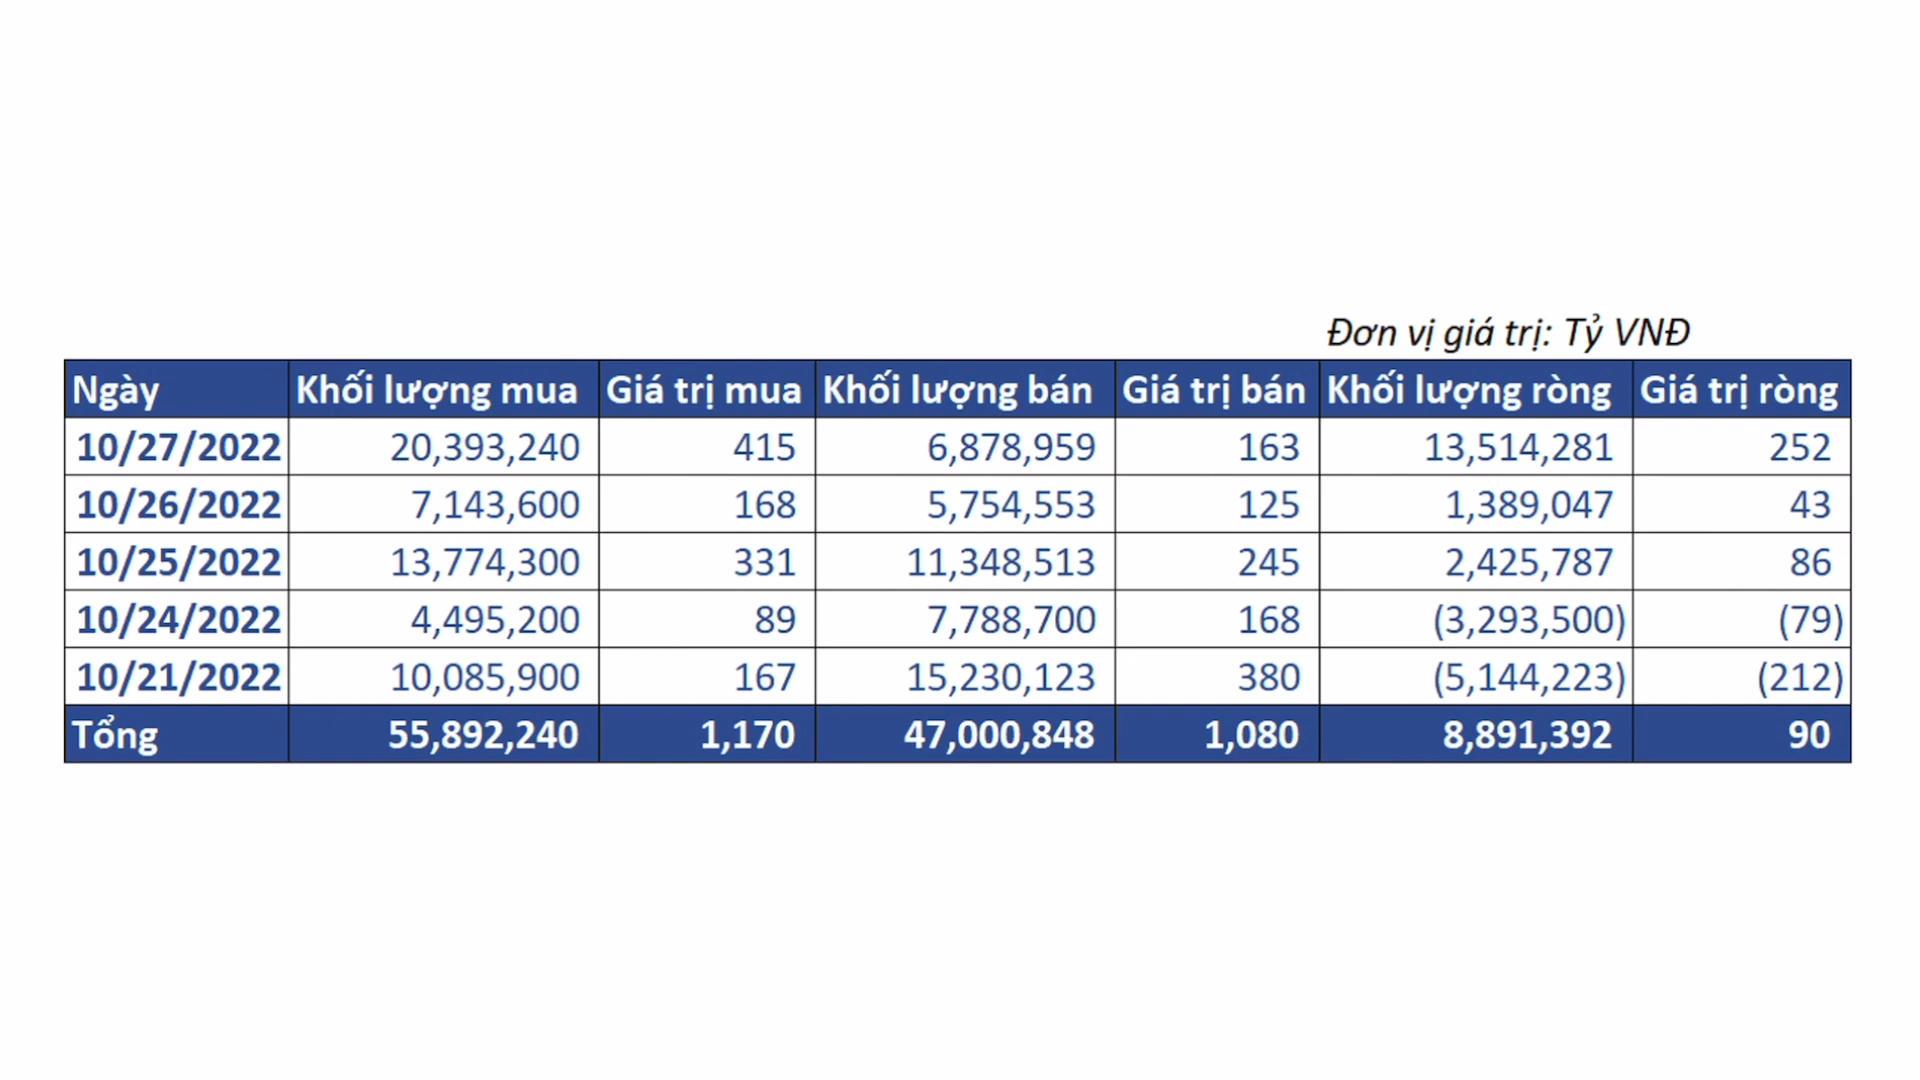 Đơn vị giá trị: Tỷ VNĐ
Ngày Khối lượng mua Giá trị mua Khối lượng bán Giá trị bán Khối lượng ròng Giá trị ròng
10/27/2022 20,393,240 415 6,878,959 163 13,514,281 252
10/26/2022 7,143,600 168 5,754,553 125 1,389,047 43
10/25/2022 13,774,300 331 11,348,513 245 2,425,787 86
10/24/2022 4,495,200 89 7,788,700 168 (3,293,500) (79)
10/21/2022 10,085,900 167 15,230,123 380 (5,144,223) (212)
Tổng 55,892,240 1,170 47,000,848 1,080 8,891,392 90